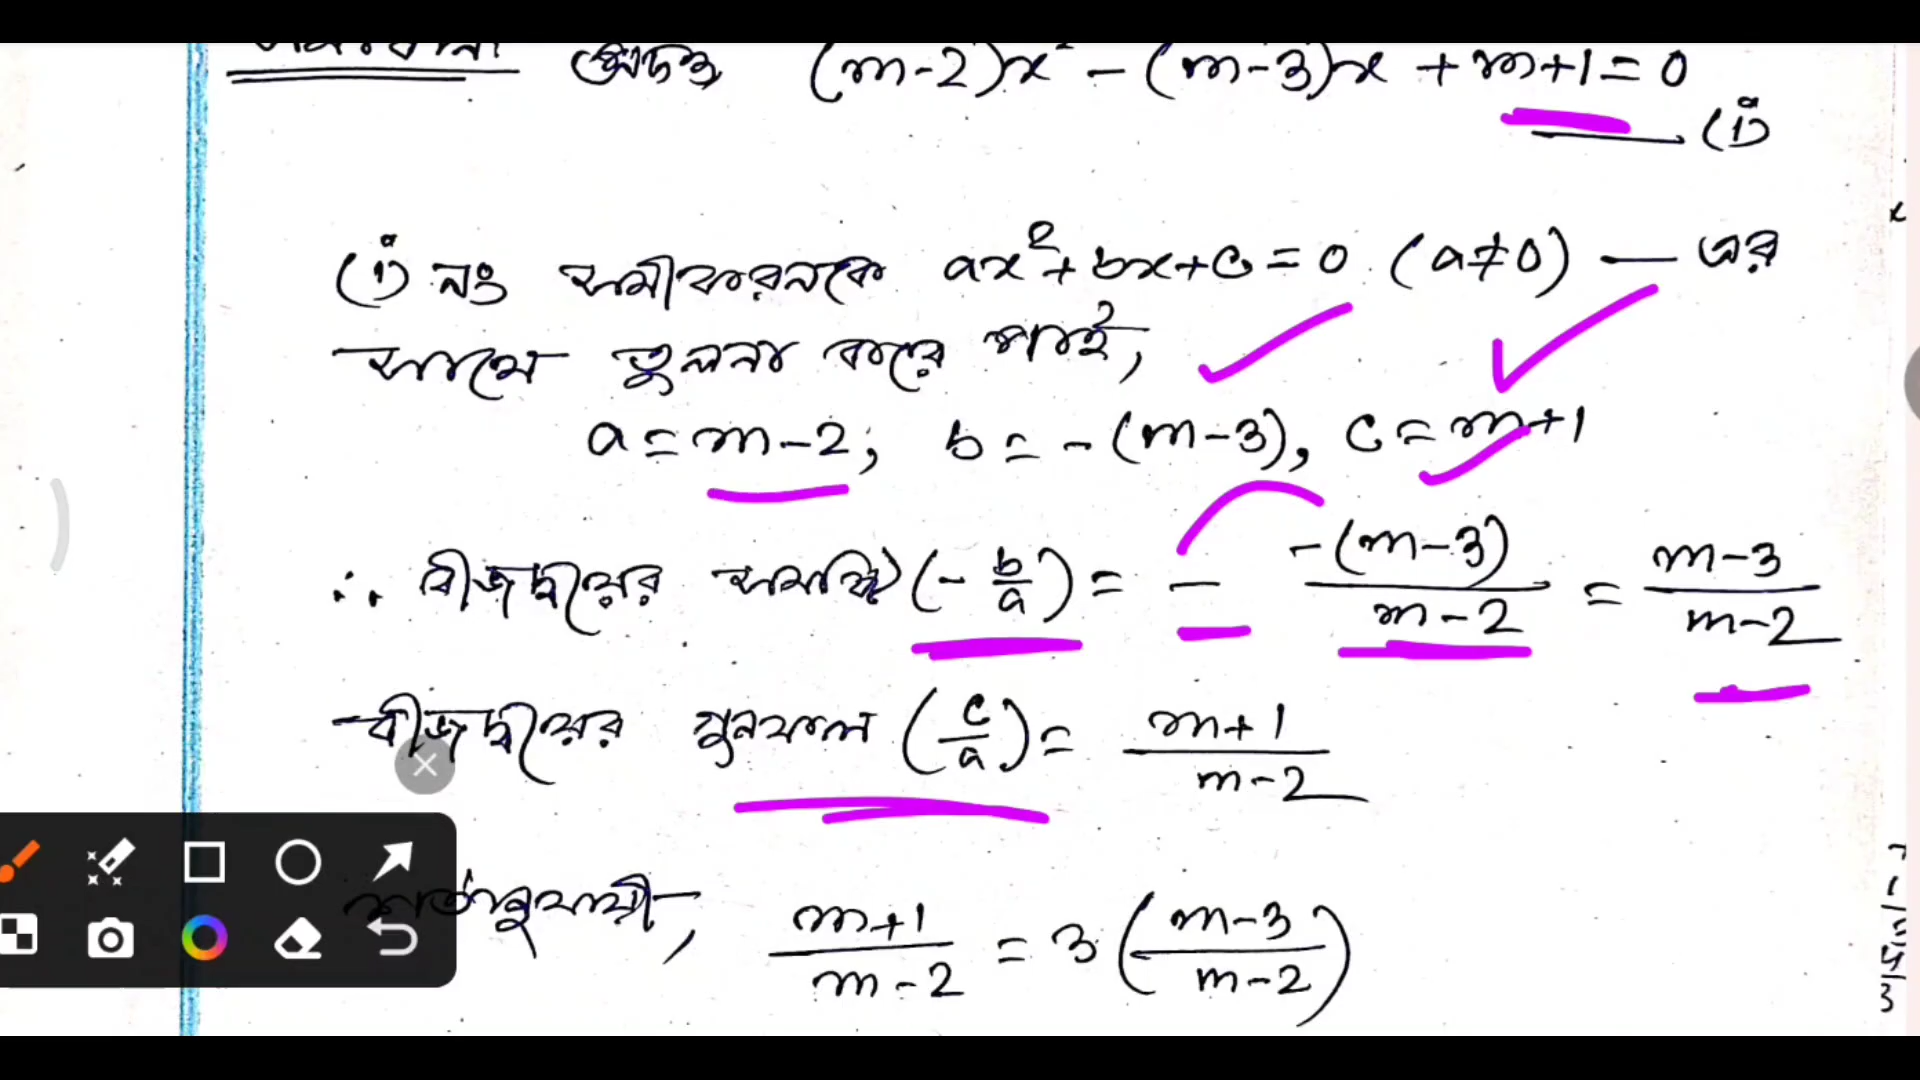 প্রদত্ত (m-2)x² - (m-3)x + m+1 = 0
(i)
(i) নং সমীকরনকে ax² + bx + c = 0 (a≠0) — এর
সাথে তুলনা করে পাই,
a = m-2; b = -(m-3), c = m+1
∴ বীজদ্বয়ের সমষ্টি (- b/a) = - -(m-3)/(m-2) = (m-3)/(m-2)
বীজদ্বয়ের গুনফল (c/a) = (m+1)/(m-2)
শর্তানুযায়ী, (m+1)/(m-2) = 3 ((m-3)/(m-2))